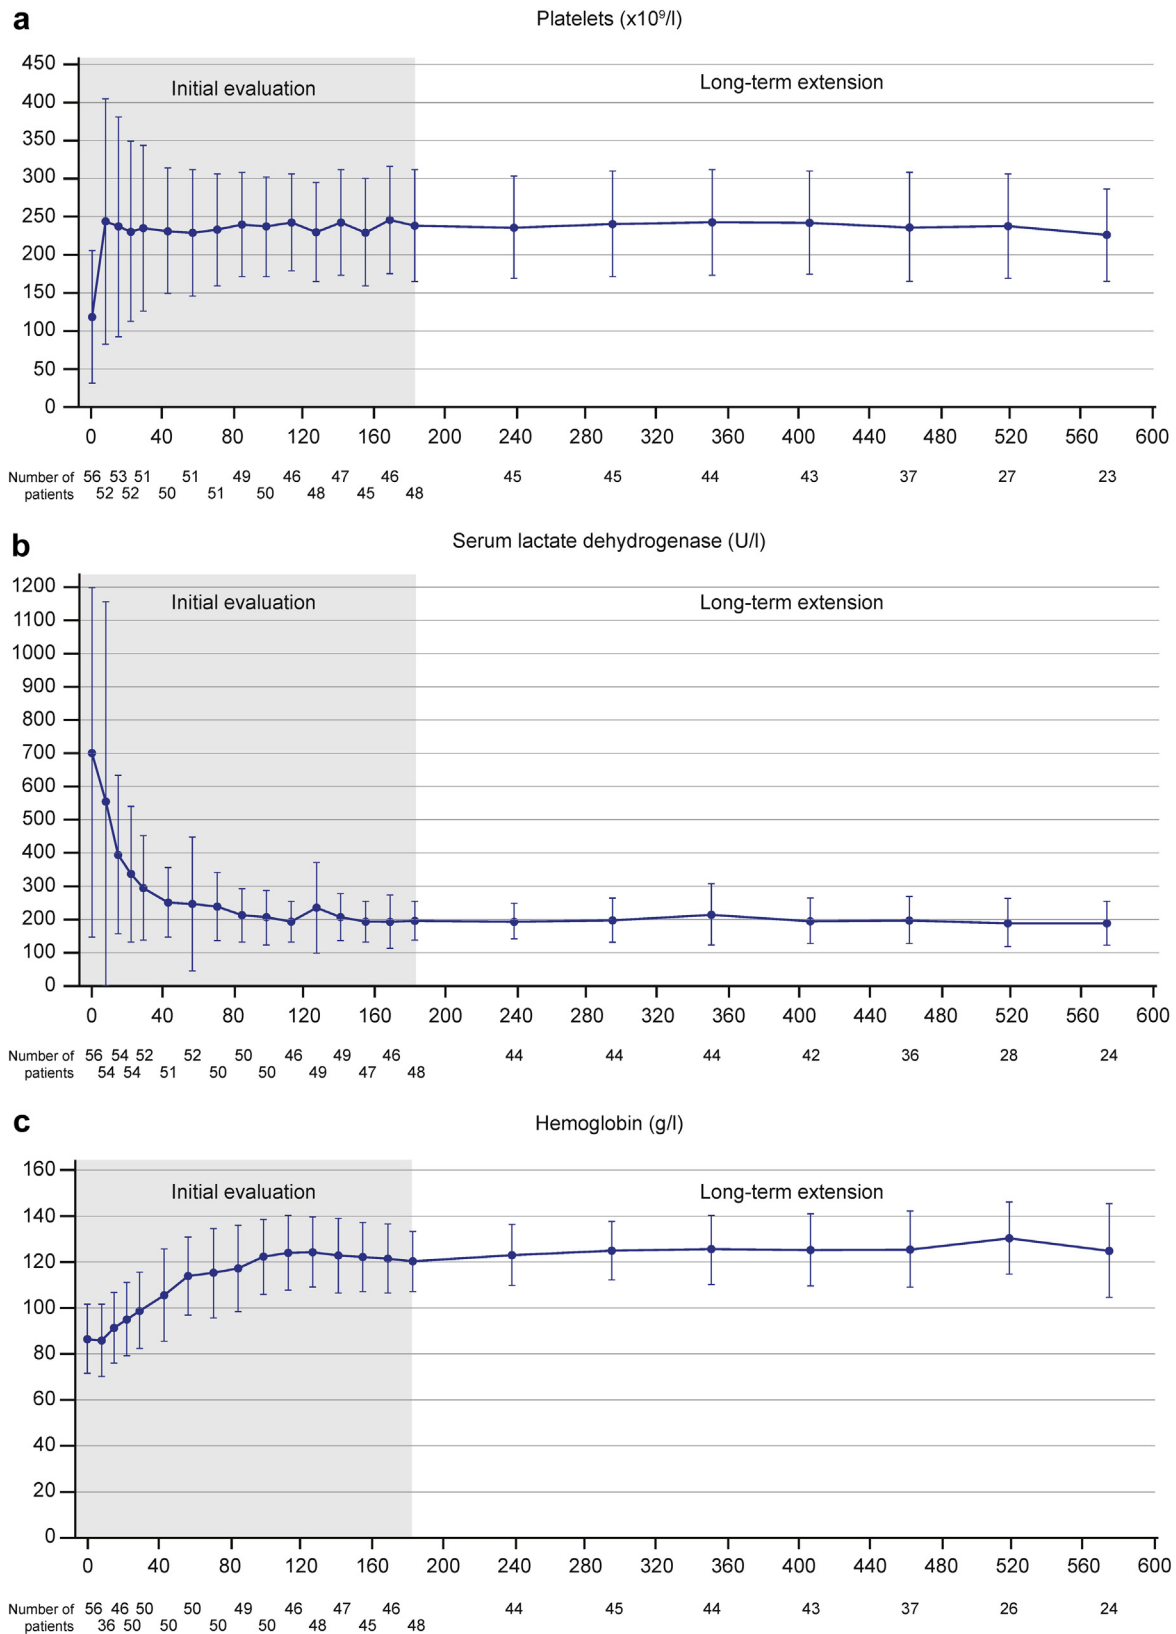 a
Platelets (x10⁹/l)
450
Initial evaluation
Long-term extension
400
350
300
250
200
150
100
50
0
0 40 80 120 160 200 240 280 320 360 400 440 480 520 560 600
Number of 56 53 51 51 49 46 47 46 45 45 44 43 37 27 23
patients 52 52 50 51 50 48 45 48
b
Serum lactate dehydrogenase (U/l)
1200
Initial evaluation
Long-term extension
1100
1000
900
800
700
600
500
400
300
200
100
0
0 40 80 120 160 200 240 280 320 360 400 440 480 520 560 600
Number of 56 54 52 52 50 46 49 46 44 44 44 42 36 28 24
patients 54 54 51 50 50 49 47 48
c
Hemoglobin (g/l)
160
Initial evaluation
Long-term extension
140
120
100
80
60
40
20
0
0 40 80 120 160 200 240 280 320 360 400 440 480 520 560 600
Number of 56 46 50 50 49 46 47 46 44 45 44 43 37 26 24
patients 36 50 50 50 50 48 45 48